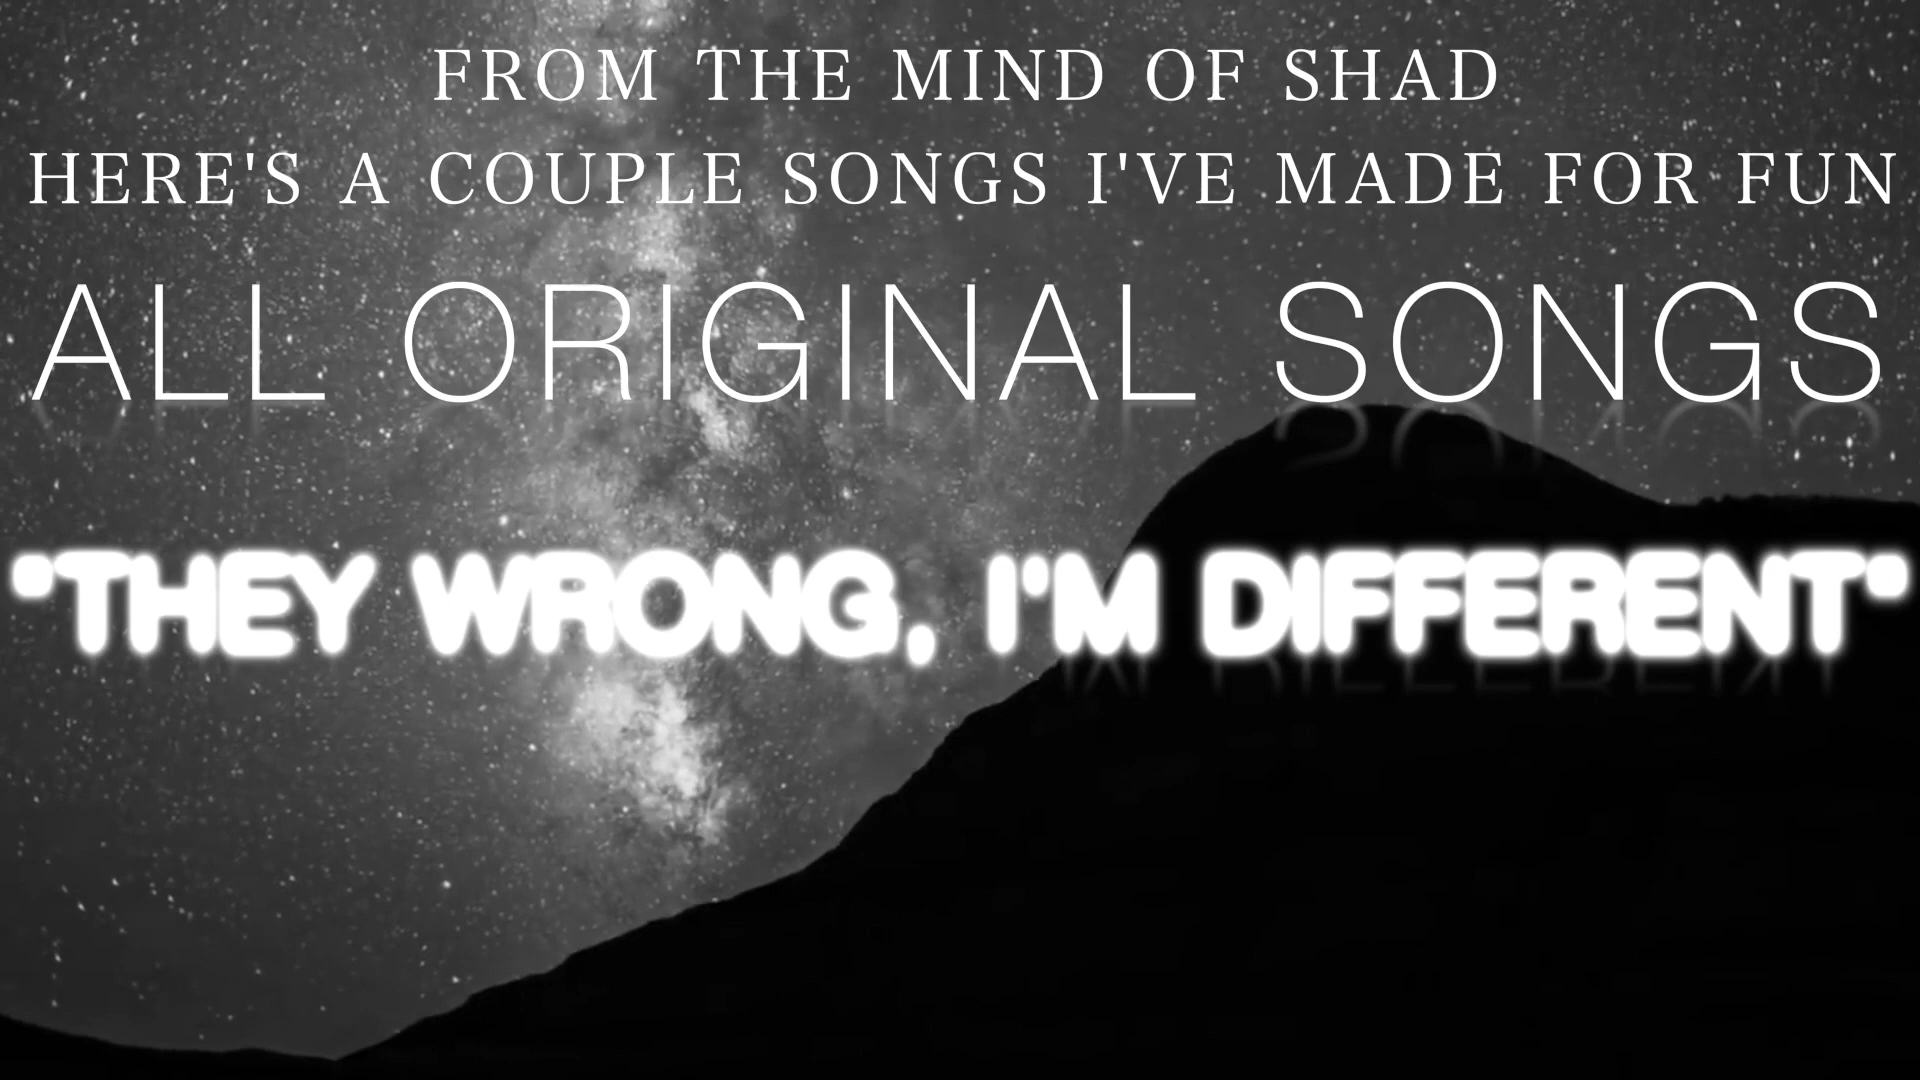 FROM THE MIND OF SHAD
HERE'S A COUPLE SONGS I'VE MADE FOR FUN
ALL ORIGINAL SONGS
"THEY WRONG, I'M DIFFERENT"